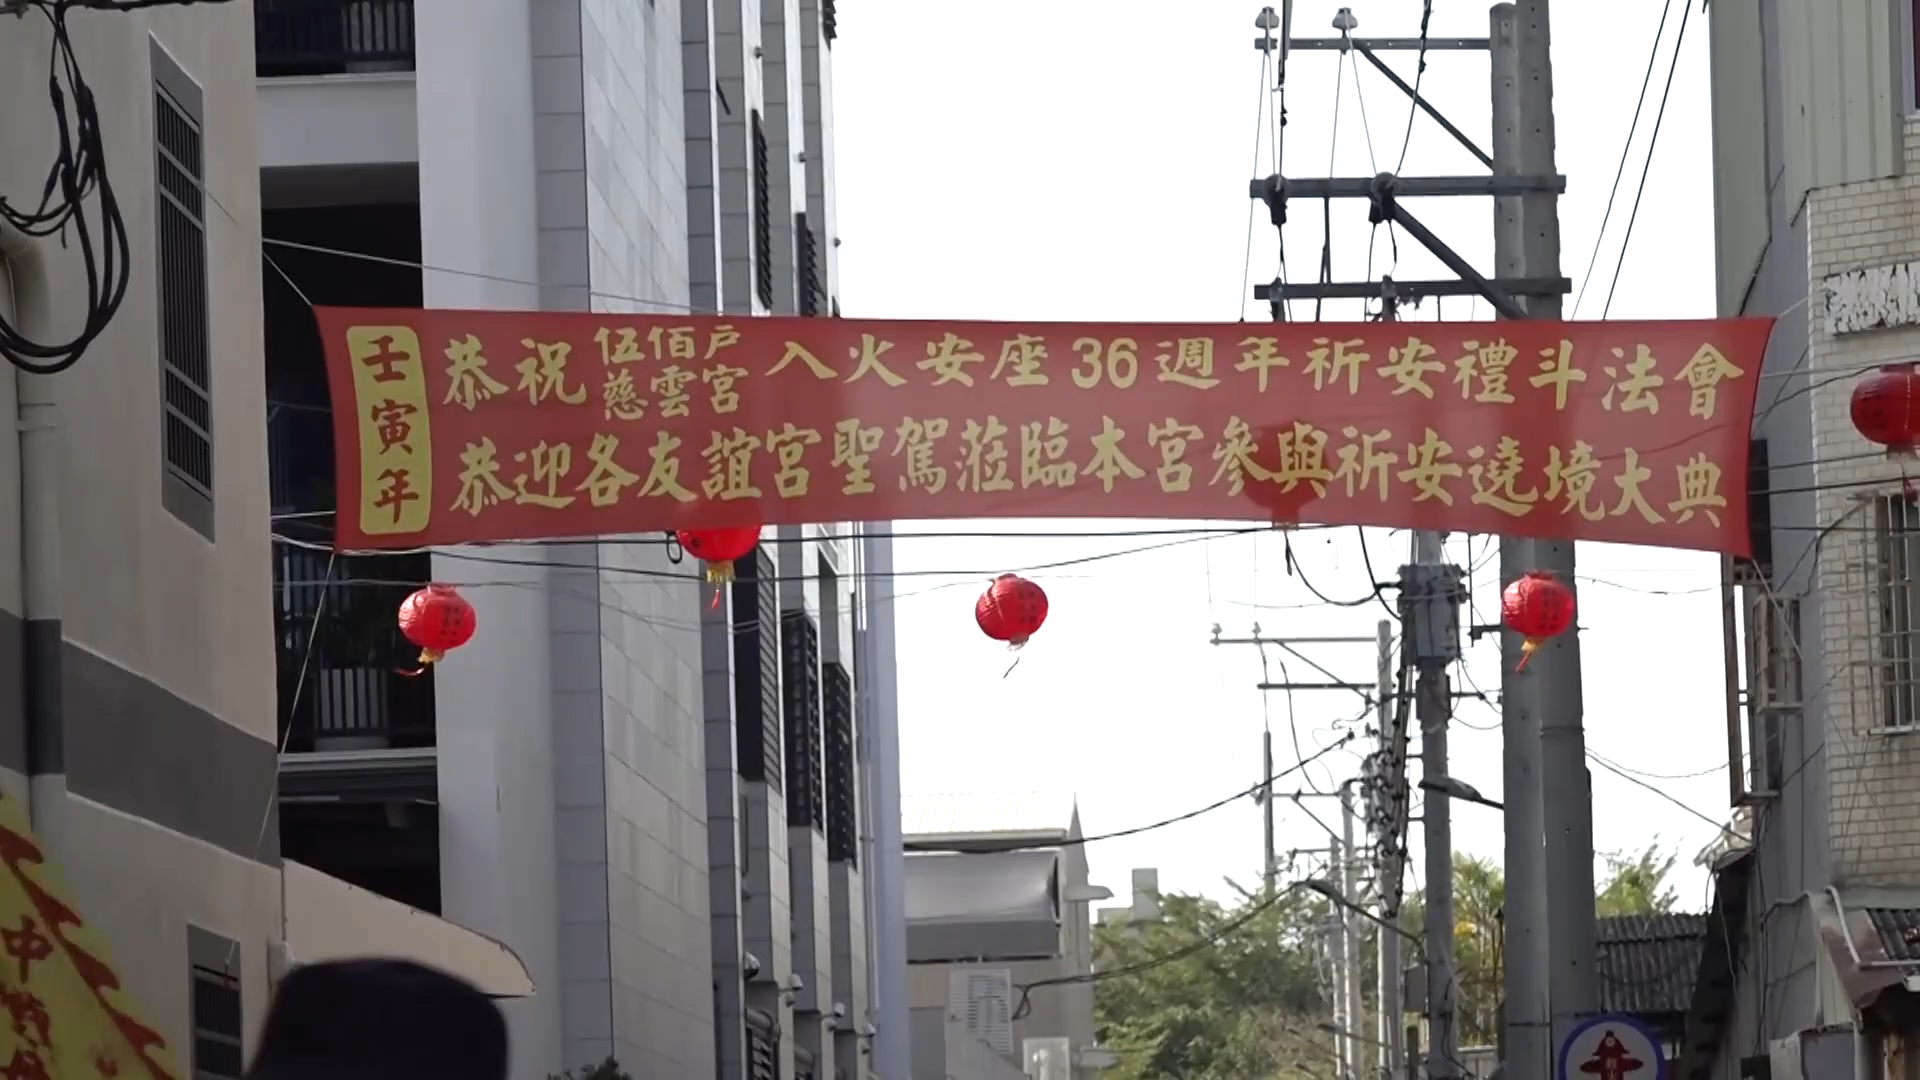 壬寅年
恭祝伍佰戶慈雲宮入火安座36週年祈安禮斗法會
恭迎各友誼宮聖駕蒞臨本宮參與祈安遶境大典
中